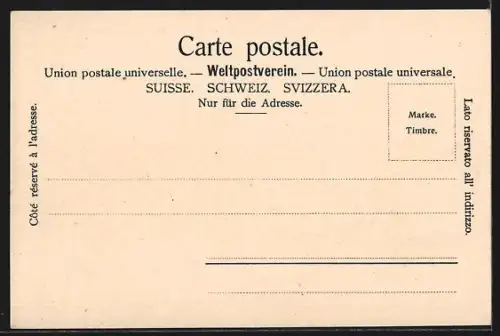 Carte postale.
Union postale universelle. — Weltpostverein. — Union postale universale.
SUISSE. SCHWEIZ. SVIZZERA.
Nur für die Adresse.
Marke.
Timbre.
Côté réservé à l'adresse.
Lato riservato all' indirizzo.